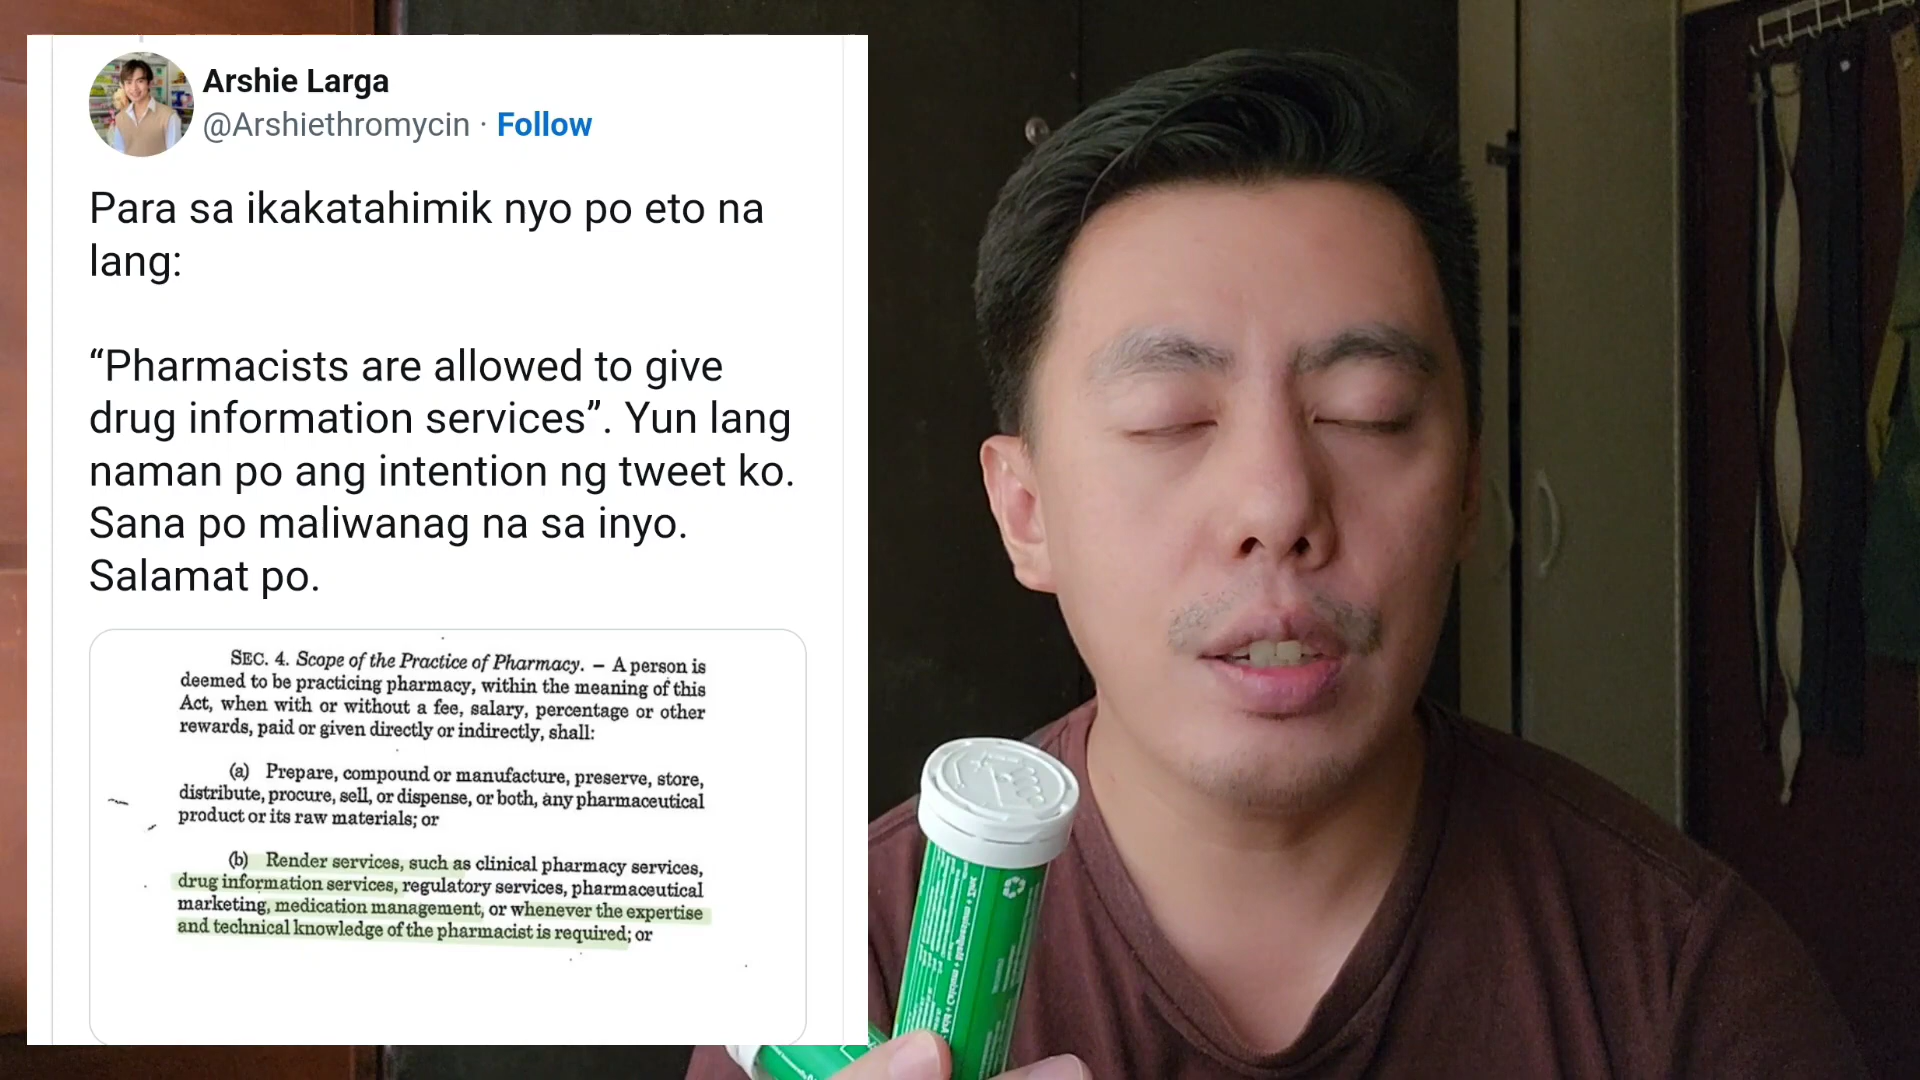 Arshie Larga
@Arshiethromycin · Follow
Para sa ikakatahimik nyo po eto na
lang:
“Pharmacists are allowed to give
drug information services”. Yun lang
naman po ang intention ng tweet ko.
Sana po maliwanag na sa inyo.
Salamat po.
SEC. 4. Scope of the Practice of Pharmacy. – A person is
deemed to be practicing pharmacy, within the meaning of this
Act, when with or without a fee, salary, percentage or other
rewards, paid or given directly or indirectly, shall:
(a) Prepare, compound or manufacture, preserve, store,
distribute, procure, sell, or dispense, or both, any pharmaceutical
product or its raw materials; or
(b) Render services, such as clinical pharmacy services,
drug information services, regulatory services, pharmaceutical
marketing, medication management, or whenever the expertise
and technical knowledge of the pharmacist is required; or